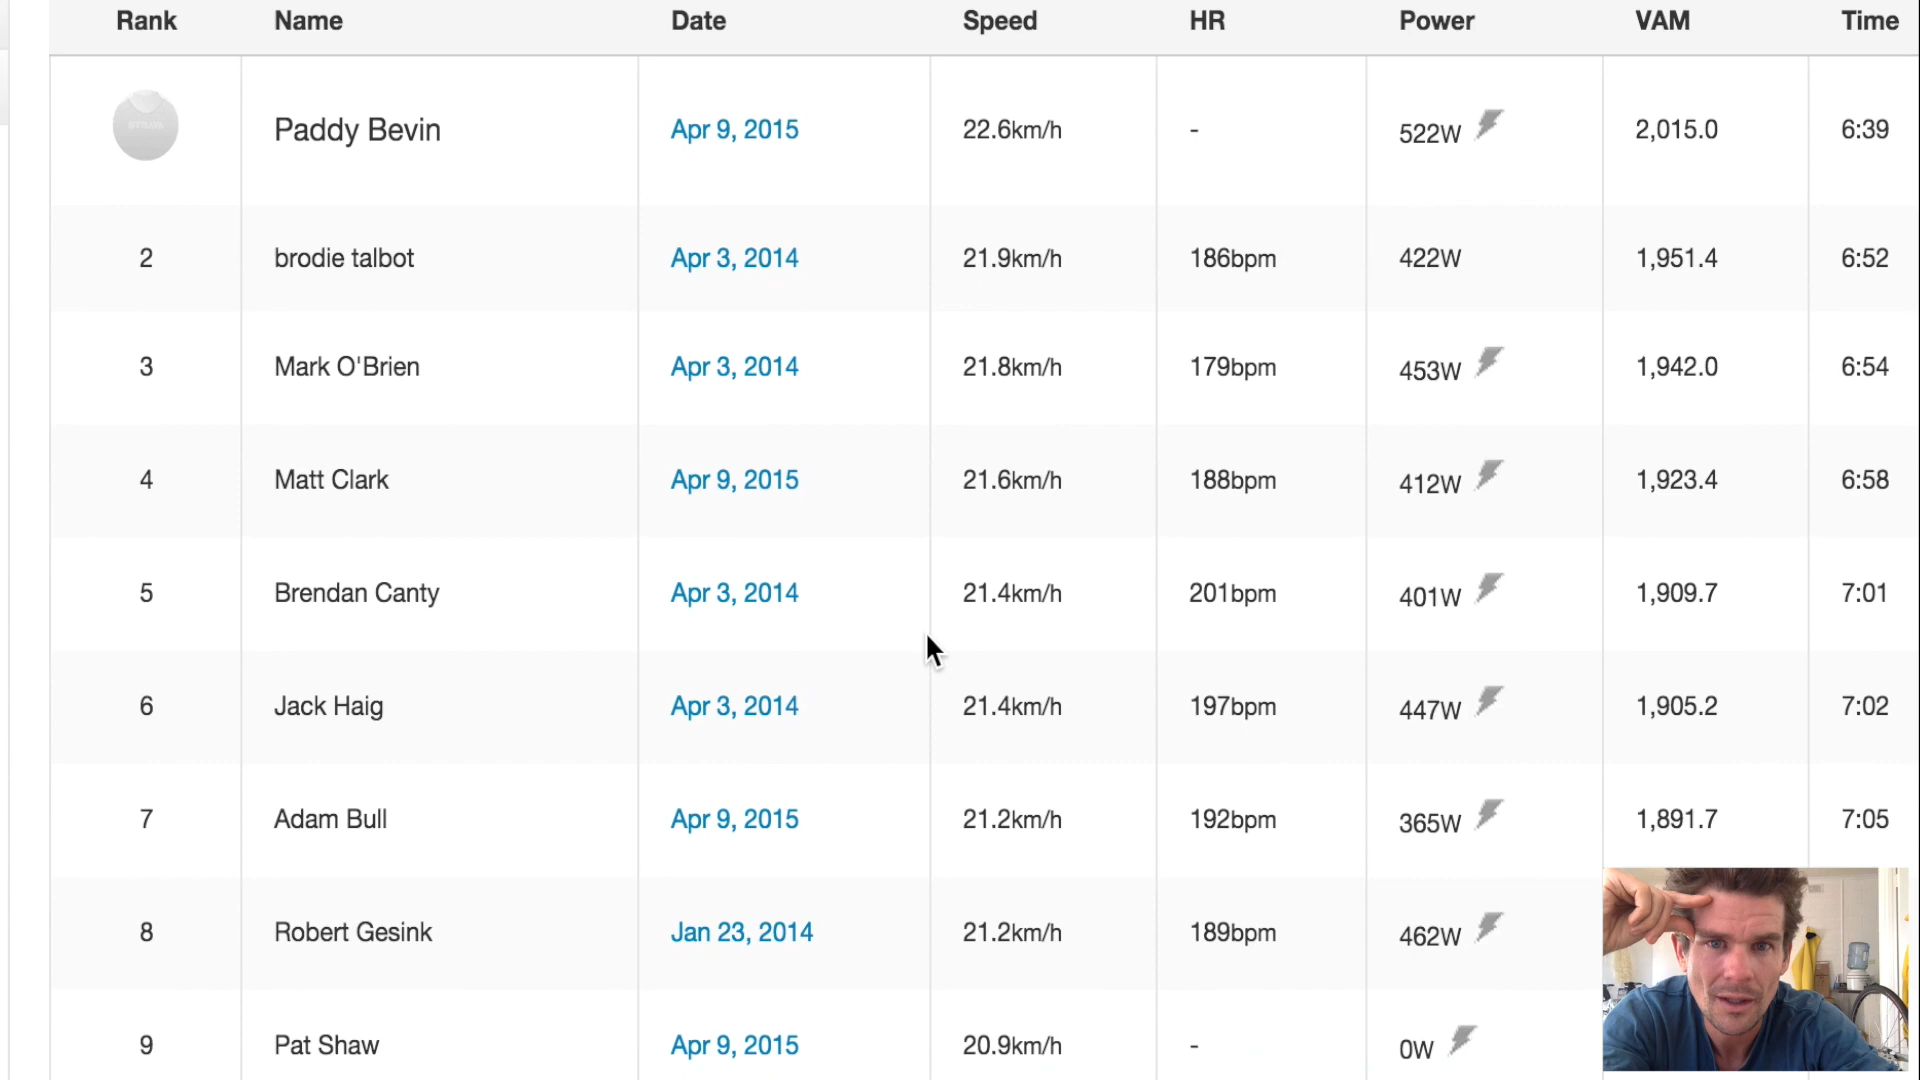 Rank Name Date Speed HR Power VAM Time
STRAVA
Paddy Bevin Apr 9, 2015 22.6km/h - 522W 2,015.0 6:39
2 brodie talbot Apr 3, 2014 21.9km/h 186bpm 422W 1,951.4 6:52
3 Mark O'Brien Apr 3, 2014 21.8km/h 179bpm 453W 1,942.0 6:54
4 Matt Clark Apr 9, 2015 21.6km/h 188bpm 412W 1,923.4 6:58
5 Brendan Canty Apr 3, 2014 21.4km/h 201bpm 401W 1,909.7 7:01
6 Jack Haig Apr 3, 2014 21.4km/h 197bpm 447W 1,905.2 7:02
7 Adam Bull Apr 9, 2015 21.2km/h 192bpm 365W 1,891.7 7:05
8 Robert Gesink Jan 23, 2014 21.2km/h 189bpm 462W
9 Pat Shaw Apr 9, 2015 20.9km/h - 0W